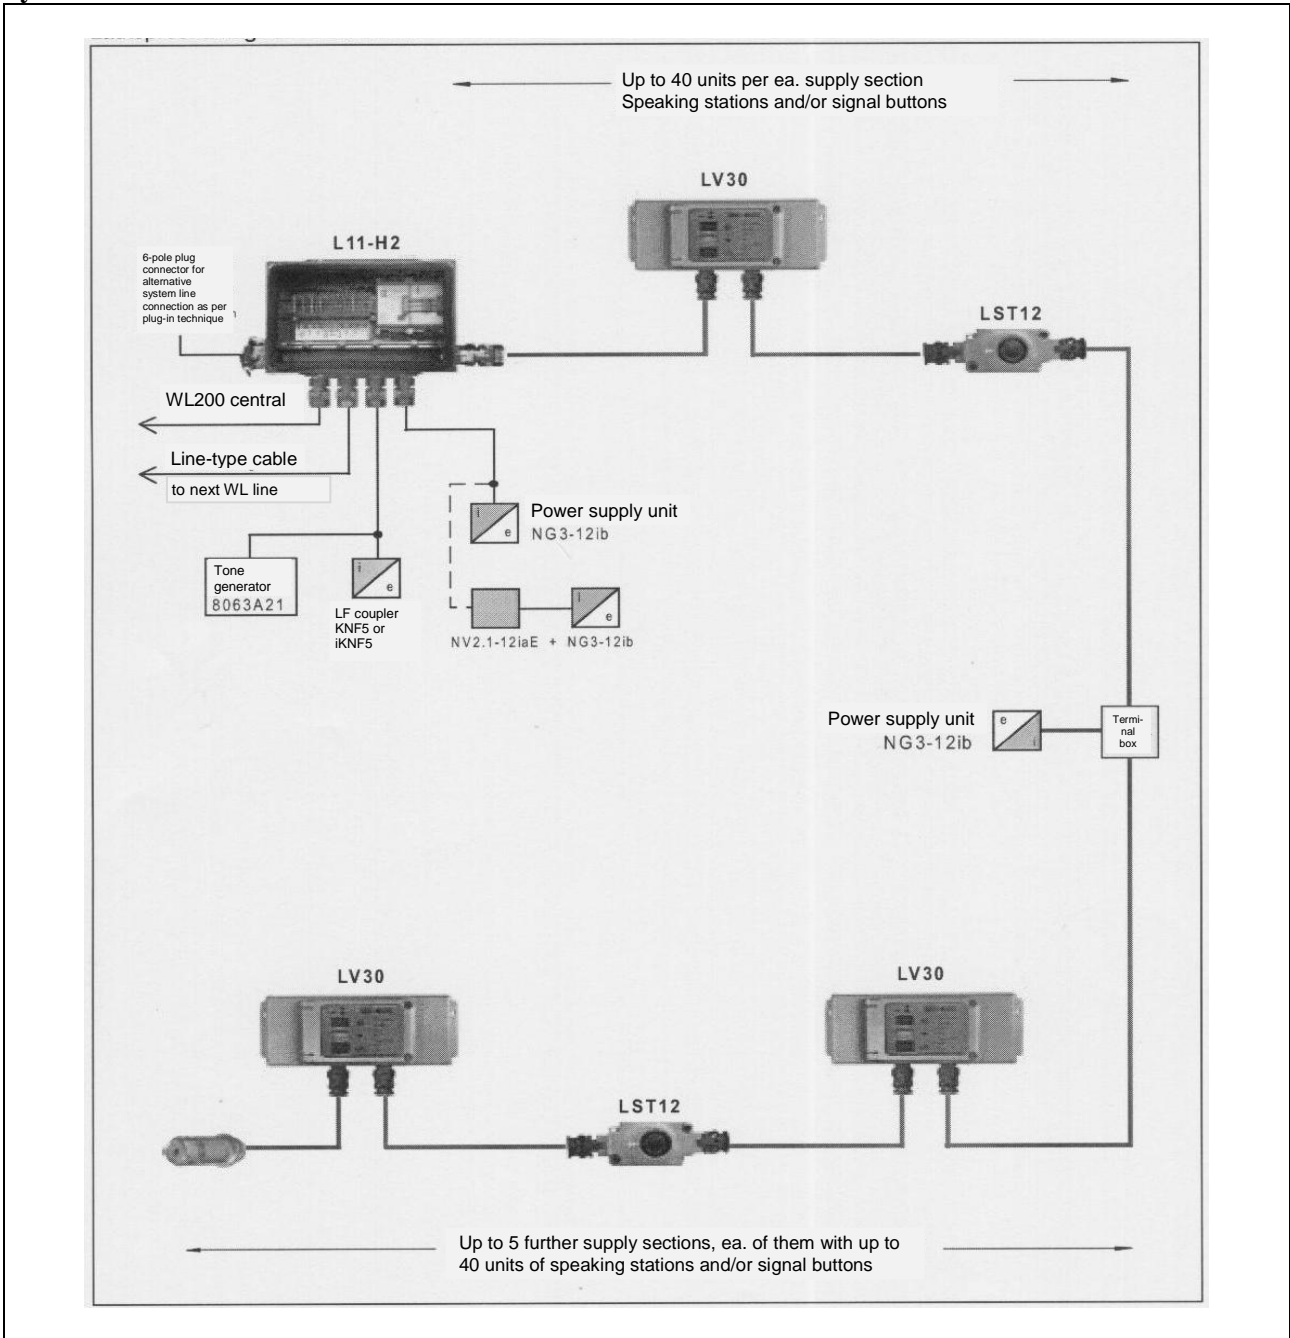 Up to 40 units per ea. supply section
Speaking stations and/or signal buttons
LV30
L11-H2
6-pole plug
connector for
alternative
system line
connection as per
plug-in technique
LST12
WL200 central
Line-type cable
to next WL line
i
e
Power supply unit
NG3-12ib
Tone
generator
8063A21
i
e
LF coupler
KNF5 or
iKNF5
i
e
NV2.1-12iaE + NG3-12ib
Power supply unit
NG3-12ib
e
i
Termi-
nal
box
LV30
LV30
LST12
Up to 5 further supply sections, ea. of them with up to
40 units of speaking stations and/or signal buttons